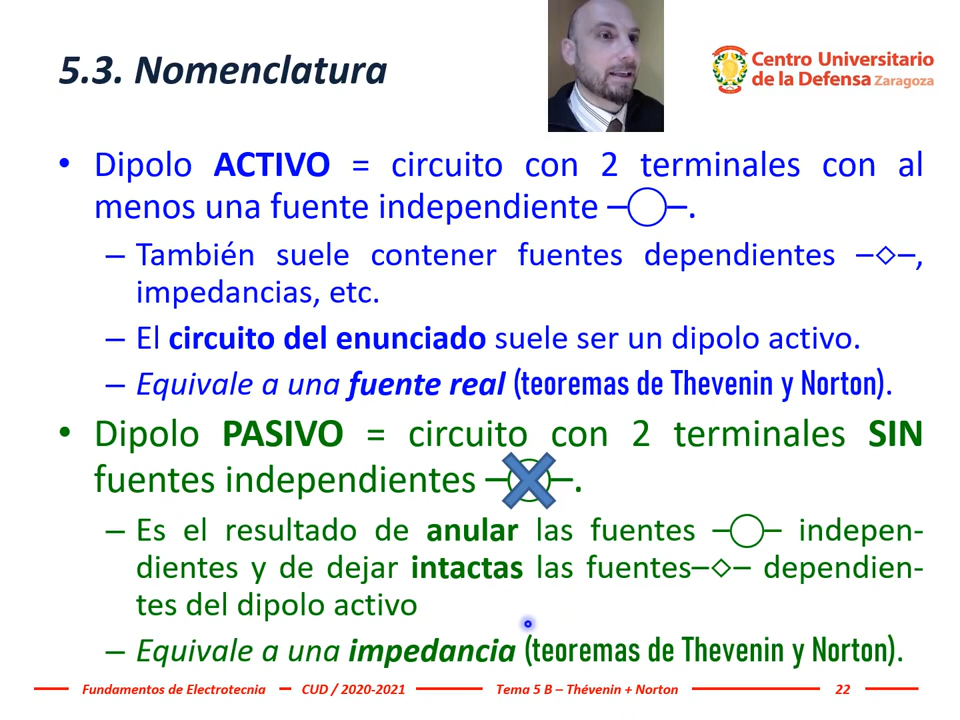 5.3. Nomenclatura
Centro Universitario
de la Defensa Zaragoza
• Dipolo ACTIVO = circuito con 2 terminales con al
menos una fuente independiente –◯–.
– También suele contener fuentes dependientes –◇–,
impedancias, etc.
– El circuito del enunciado suele ser un dipolo activo.
– Equivale a una fuente real (teoremas de Thevenin y Norton).
• Dipolo PASIVO = circuito con 2 terminales SIN
fuentes independientes –◯–.
– Es el resultado de anular las fuentes –◯– indepen-
dientes y de dejar intactas las fuentes–◇– dependien-
tes del dipolo activo
– Equivale a una impedancia (teoremas de Thevenin y Norton).
Fundamentos de Electrotecnia – CUD / 2020-2021 Tema 5 B – Thévenin + Norton 22